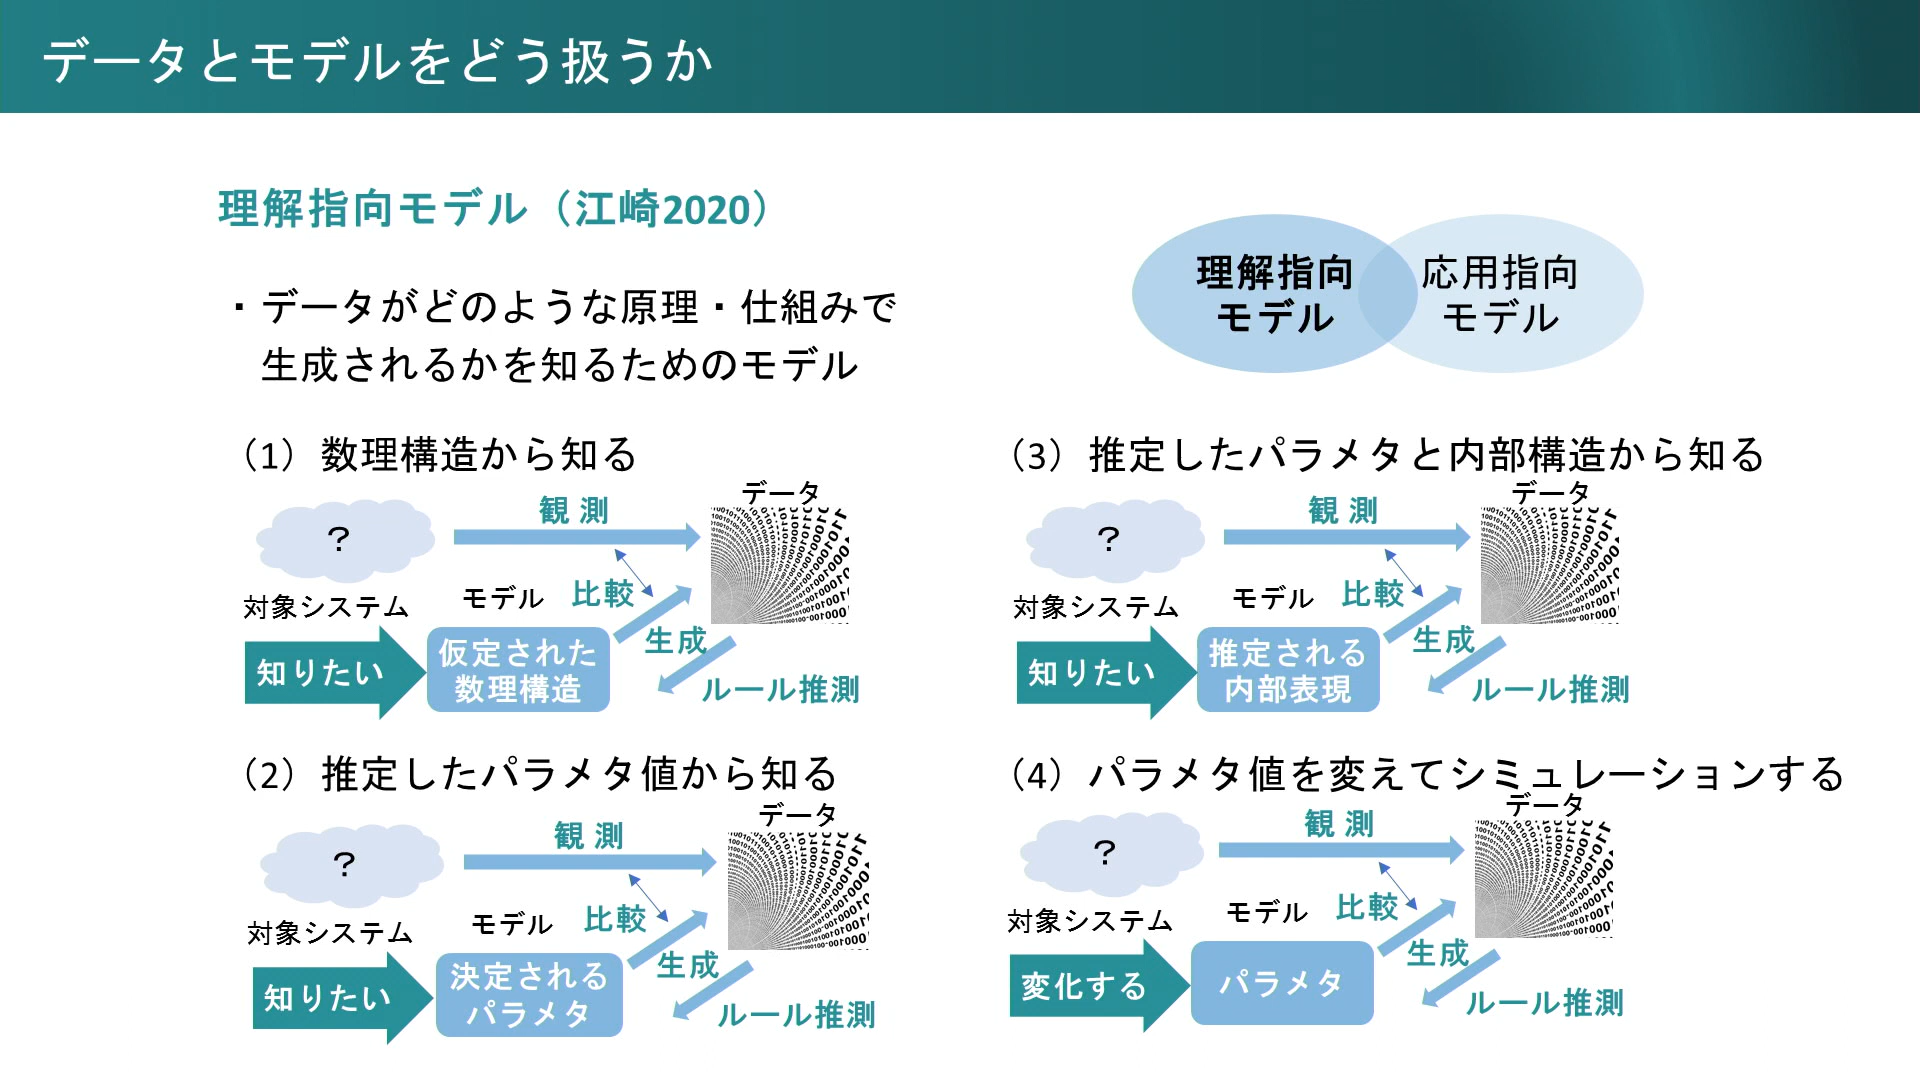 データとモデルをどう扱うか
理解指向モデル（江崎2020）
・データがどのような原理・仕組みで
生成されるかを知るためのモデル
理解指向
モデル
応用指向
モデル
（1）数理構造から知る
データ
観 測
?
対象システム
モデル
比較
生成
知りたい
仮定された
数理構造
ルール推測
（2）推定したパラメタ値から知る
データ
観 測
?
対象システム
モデル
比較
生成
知りたい
決定される
パラメタ
ルール推測
（3）推定したパラメタと内部構造から知る
データ
観 測
?
対象システム
モデル
比較
生成
知りたい
推定される
内部表現
ルール推測
（4）パラメタ値を変えてシミュレーションする
データ
観 測
?
対象システム
モデル
比較
生成
変化する
パラメタ
ルール推測